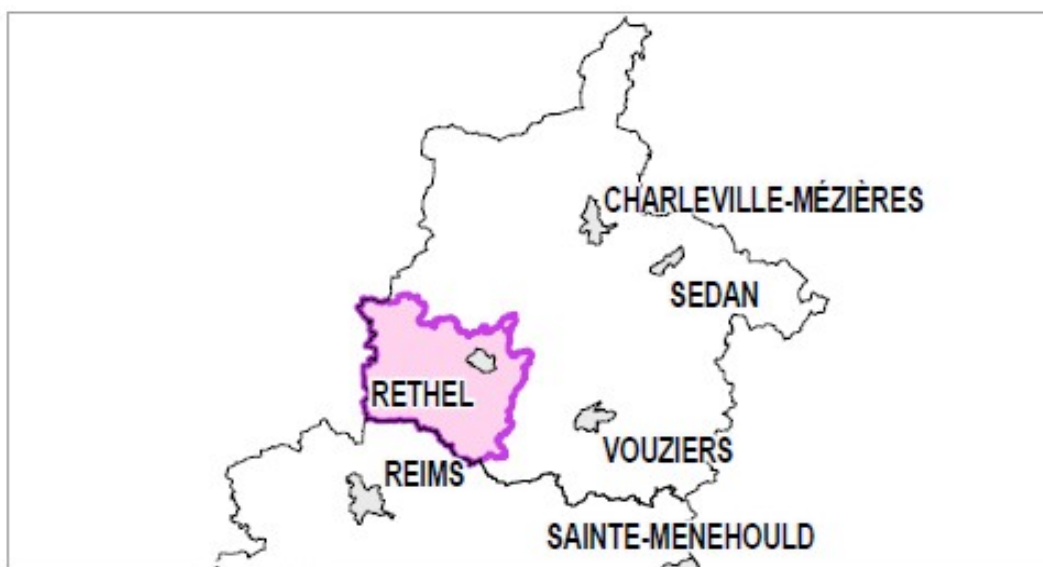 CHARLEVILLE-MÉZIÈRES
SEDAN
RETHEL
VOUZIERS
REIMS
SAINTE-MENEHOULD